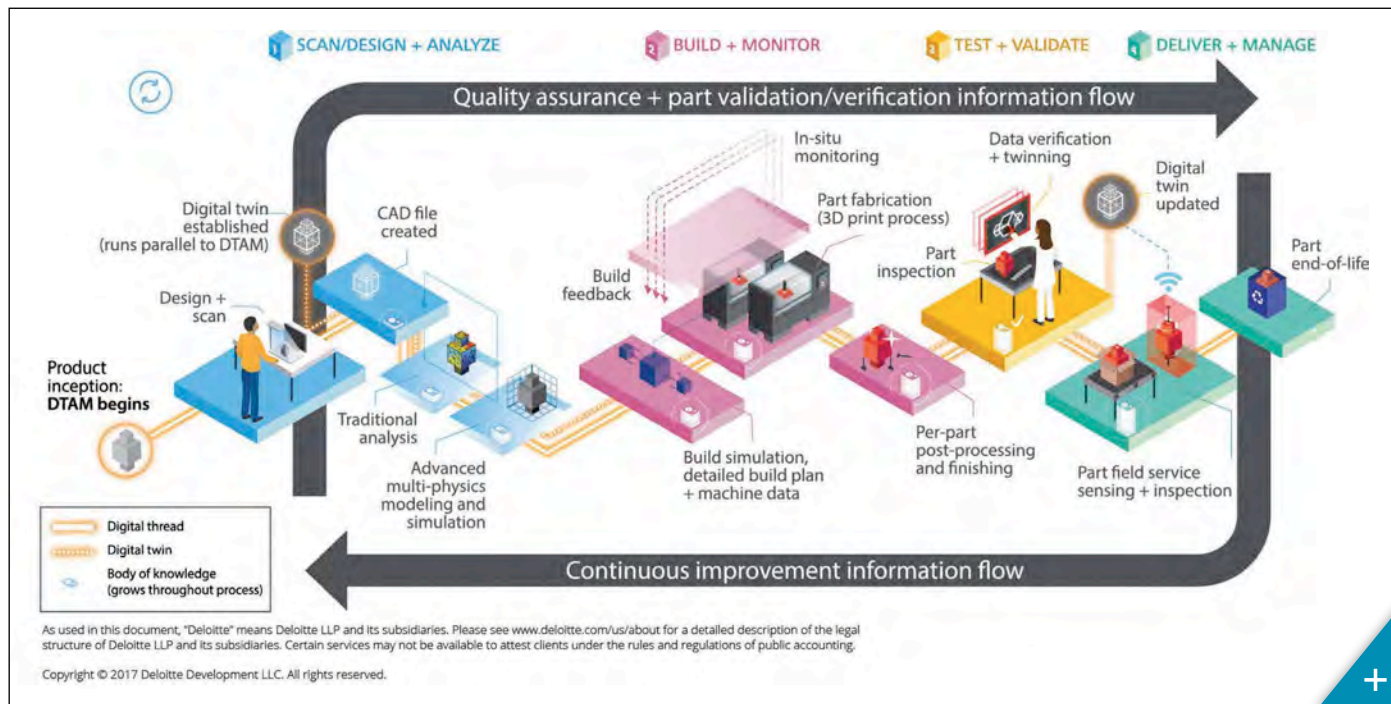 1 SCAN/DESIGN + ANALYZE
2 BUILD + MONITOR
3 TEST + VALIDATE
4 DELIVER + MANAGE
Quality assurance + part validation/verification information flow
Digital twin
established
(runs parallel to DTAM)
CAD file
created
Design +
scan
Product
inception:
DTAM begins
Traditional
analysis
Advanced
multi-physics
modeling and
simulation
In-situ
monitoring
Build
feedback
Part fabrication
(3D print process)
Build simulation,
detailed build plan
+ machine data
Per-part
post-processing
and finishing
Data verification
+ twinning
Part
inspection
Digital
twin
updated
Part field service
sensing + inspection
Part
end-of-life
Continuous improvement information flow
Digital thread
Digital twin
Body of knowledge
(grows throughout process)
As used in this document, "Deloitte" means Deloitte LLP and its subsidiaries. Please see www.deloitte.com/us/about for a detailed description of the legal
structure of Deloitte LLP and its subsidiaries. Certain services may not be available to attest clients under the rules and regulations of public accounting.
Copyright © 2017 Deloitte Development LLC. All rights reserved.
+